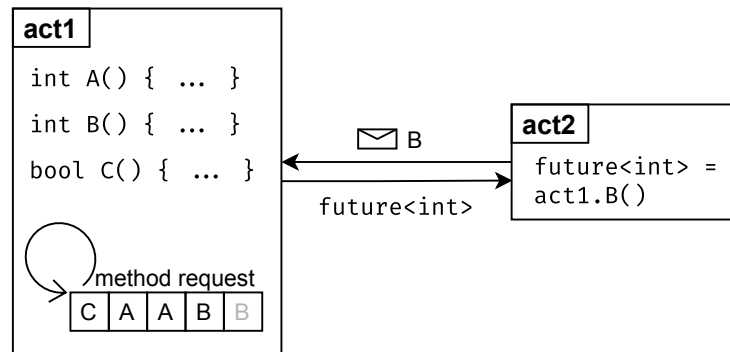 act1
int A() { ... }
int B() { ... }
bool C() { ... }
method request
C A A B B
B
future<int>
act2
future<int> =
act1.B()